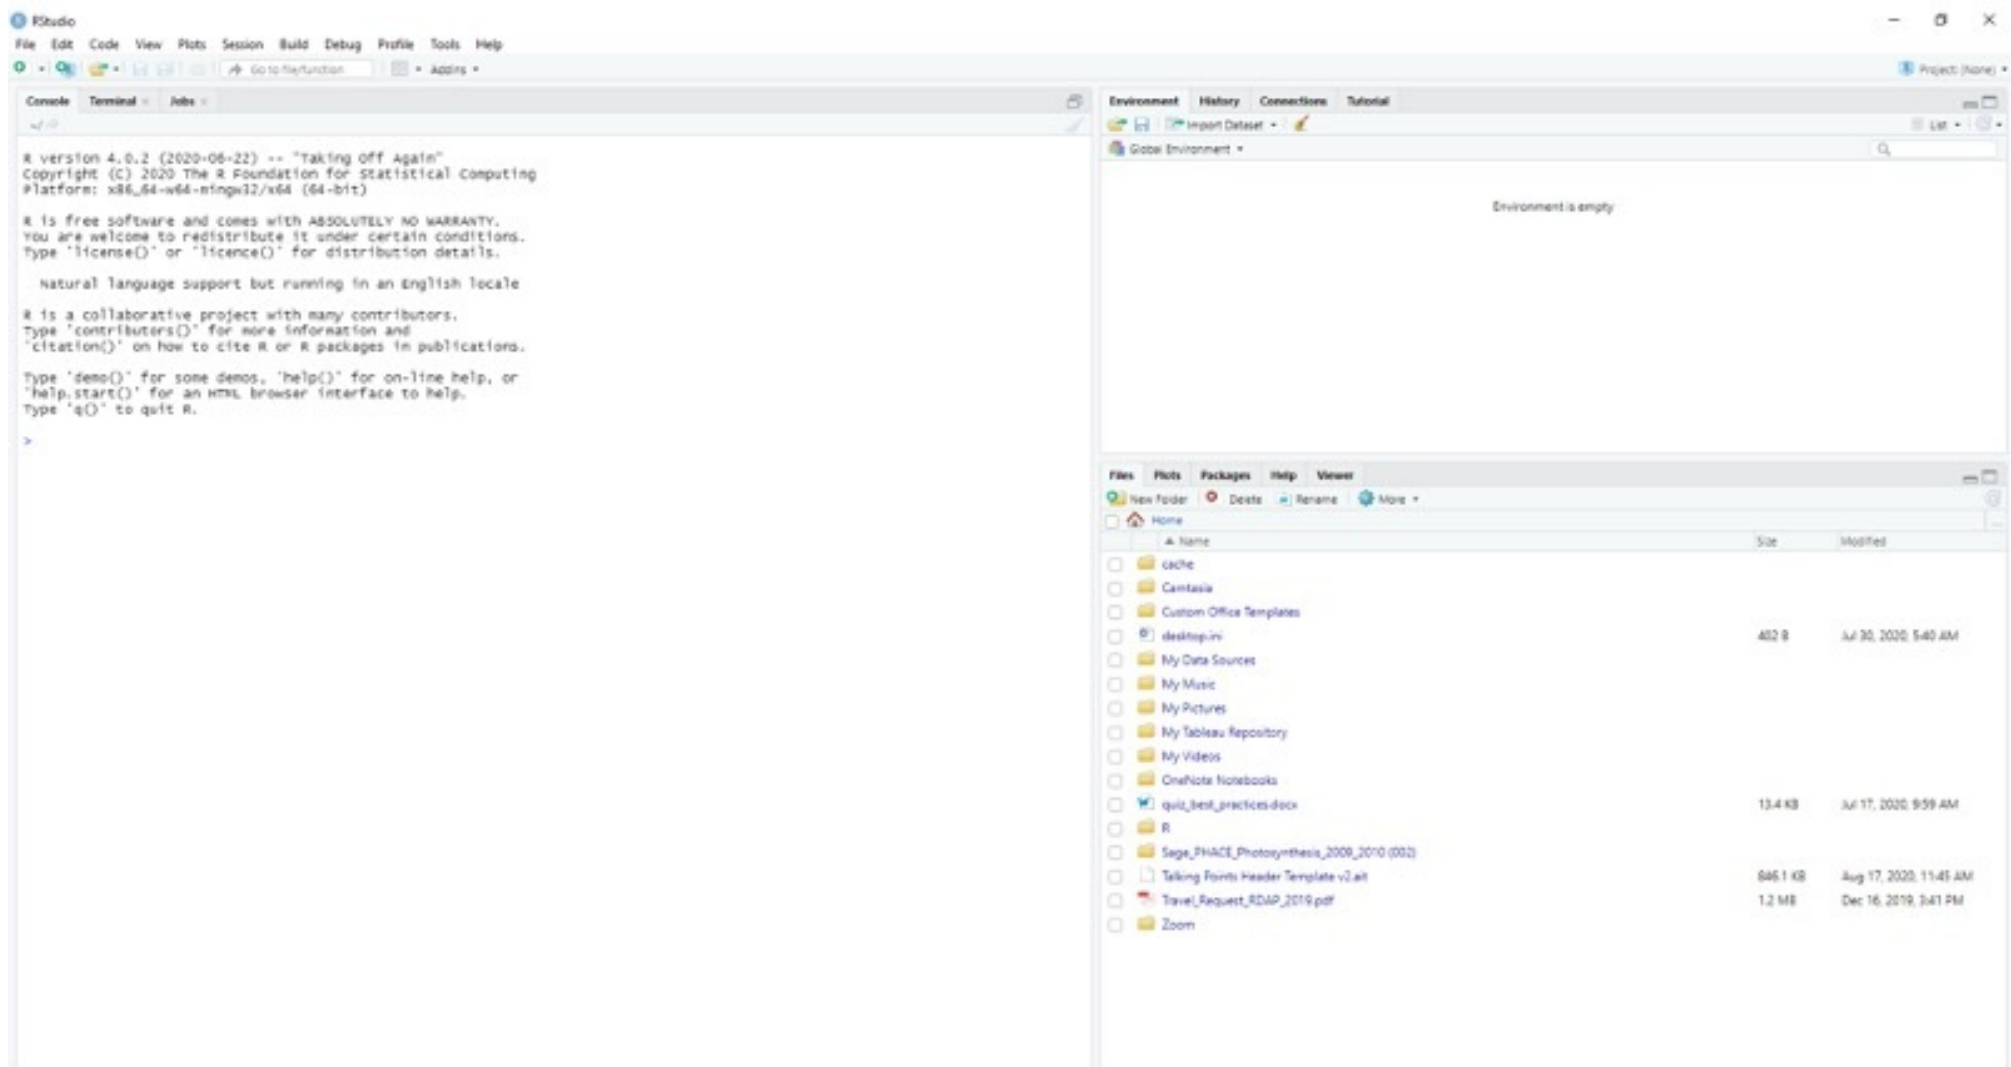 RStudio
File Edit Code View Plots Session Build Debug Profile Tools Help
Go to file/function Addins Project: (None)
Console Terminal Jobs
~/
R version 4.0.2 (2020-06-22) -- "Taking Off Again"
Copyright (C) 2020 The R Foundation for Statistical Computing
Platform: x86_64-w64-mingw32/x64 (64-bit)
R is free software and comes with ABSOLUTELY NO WARRANTY.
You are welcome to redistribute it under certain conditions.
Type 'license()' or 'licence()' for distribution details.
Natural language support but running in an English locale
R is a collaborative project with many contributors.
Type 'contributors()' for more information and
'citation()' on how to cite R or R packages in publications.
Type 'demo()' for some demos, 'help()' for on-line help, or
'help.start()' for an HTML browser interface to help.
Type 'q()' to quit R.
>
Environment History Connections Tutorial
Import Dataset List
Global Environment
Environment is empty
Files Plots Packages Help Viewer
New Folder Delete Rename More
Home
Name Size Modified
cache
Camtasia
Custom Office Templates
desktop.ini 402 B Jul 30, 2020, 5:40 AM
My Data Sources
My Music
My Pictures
My Tableau Repository
My Videos
OneNote Notebooks
quiz_best_practices.docx 13.4 KB Jul 17, 2020, 9:59 AM
R
Sage_PHACE_Photosynthesis_2009_2010 (002)
Talking Points Header Template v2.ait 846.1 KB Aug 17, 2020, 11:45 AM
Travel_Request_RDAP_2019.pdf 1.2 MB Dec 16, 2019, 3:41 PM
Zoom